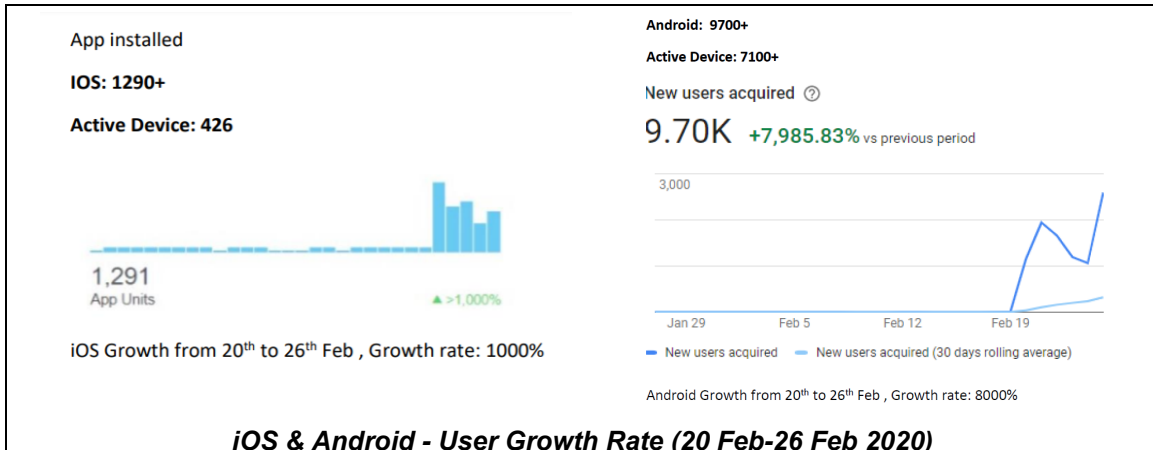 App installed
IOS: 1290+
Active Device: 426
1,291
App Units
▲ >1,000%
iOS Growth from 20th to 26th Feb , Growth rate: 1000%
Android: 9700+
Active Device: 7100+
New users acquired ?
9.70K +7,985.83% vs previous period
3,000
Jan 29 Feb 5 Feb 12 Feb 19
New users acquired New users acquired (30 days rolling average)
Android Growth from 20th to 26th Feb , Growth rate: 8000%
iOS & Android - User Growth Rate (20 Feb-26 Feb 2020)